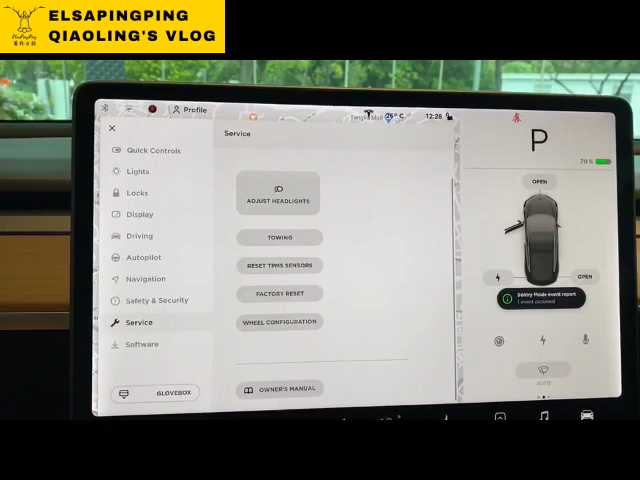 ELSAPINGPING
QIAOLING'S VLOG
Profile
26° C
12:28
Service
Quick Controls
Lights
Locks
Display
Driving
Autopilot
Navigation
Safety & Security
Service
Software
GLOVEBOX
ADJUST HEADLIGHTS
TOWING
RESET TPMS SENSORS
FACTORY RESET
WHEEL CONFIGURATION
OWNER'S MANUAL
P
70%
OPEN
OPEN
Sentry Mode event report
1 event occurred
AUTO